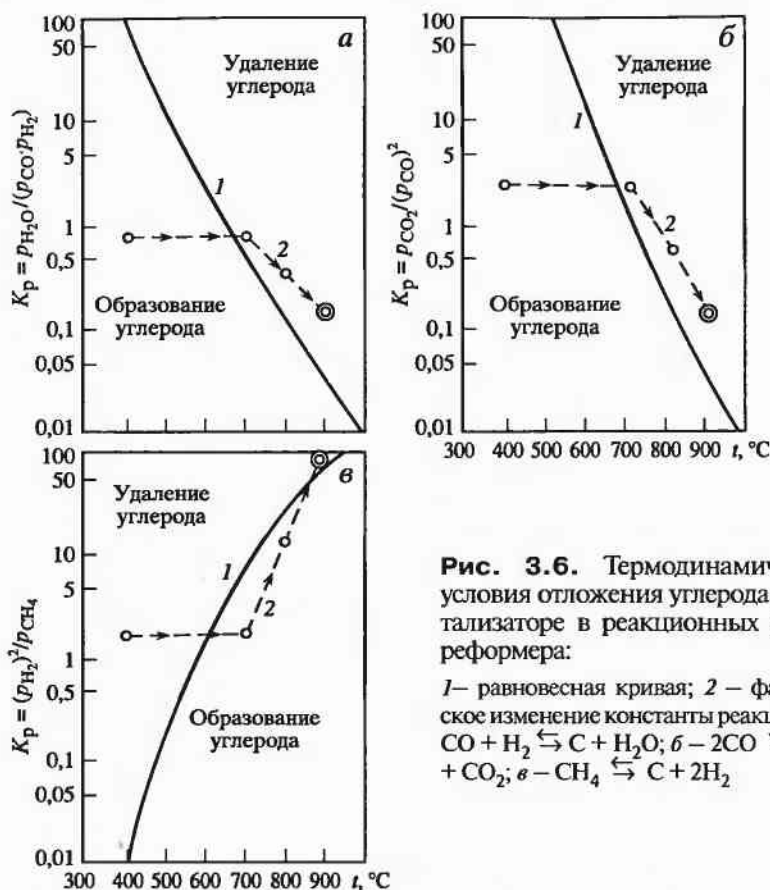 а
Удаление
углерода
1
2
Образование
углерода
K_p = p_H₂O/(p_CO·p_H₂)
100
50
10
5
1
0,5
0,1
0,05
0,01
б
Удаление
углерода
1
2
Образование
углерода
K_p = p_CO₂/(p_CO)²
100
50
10
5
1
0,5
0,1
0,05
0,01
300 400 500 600 700 800 900 t, °C
в
Удаление
углерода
1
2
Образование
углерода
K_p = (p_H₂)²/p_CH₄
100
50
10
5
1
0,5
0,1
0,05
0,01
300 400 500 600 700 800 900 t, °C
Рис. 3.6. Термодинамич
условия отложения углерода
тализаторе в реакционных
реформера:
1– равновесная кривая; 2 – фа
ское изменение константы реакц
CO + H₂ ⇆ C + H₂O; б – 2CO
+ CO₂; в – CH₄ ⇆ C + 2H₂